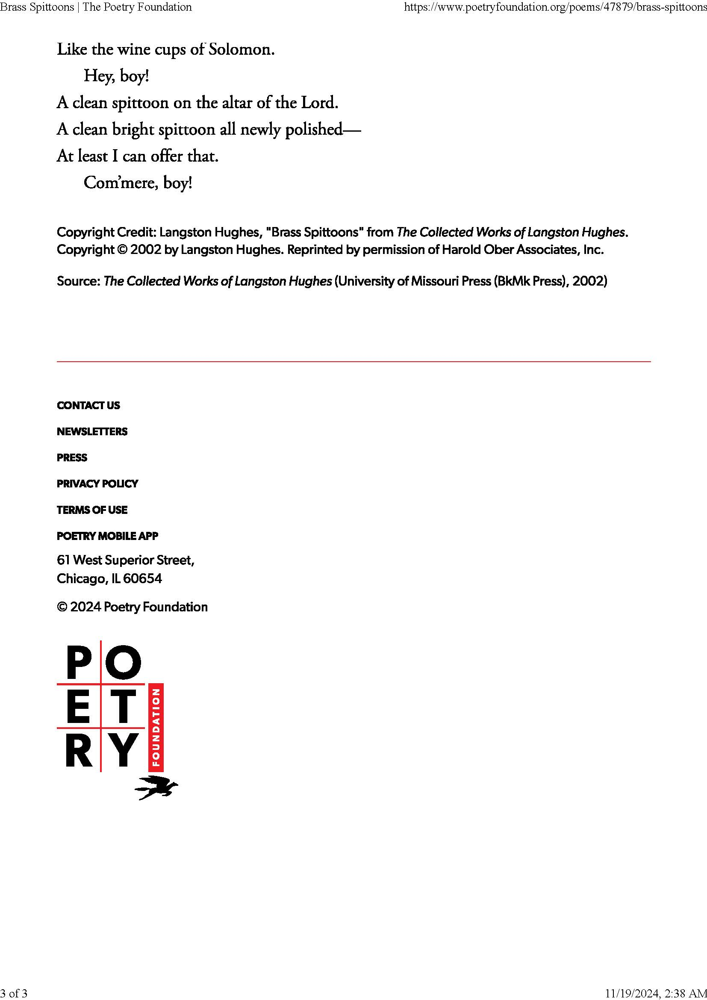 Brass Spittoons | The Poetry Foundation https://www.poetryfoundation.org/poems/47879/brass-spittoons
Like the wine cups of Solomon.
Hey, boy!
A clean spittoon on the altar of the Lord.
A clean bright spittoon all newly polished—
At least I can offer that.
Com’mere, boy!
Copyright Credit: Langston Hughes, "Brass Spittoons" from The Collected Works of Langston Hughes.
Copyright © 2002 by Langston Hughes. Reprinted by permission of Harold Ober Associates, Inc.
Source: The Collected Works of Langston Hughes (University of Missouri Press (BkMk Press), 2002)
CONTACT US
NEWSLETTERS
PRESS
PRIVACY POLICY
TERMS OF USE
POETRY MOBILE APP
61 West Superior Street,
Chicago, IL 60654
© 2024 Poetry Foundation
PO
ET
RY
FOUNDATION
3 of 3 11/19/2024, 2:38 AM